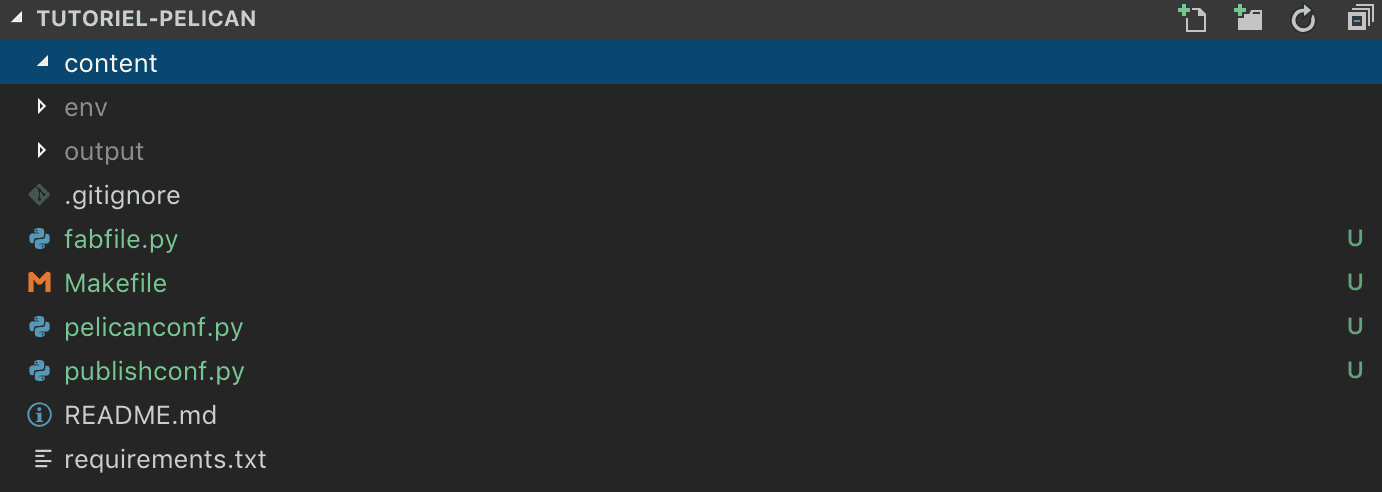 TUTORIEL-PELICAN
content
env
output
.gitignore
fabfile.py U
Makefile U
pelicanconf.py U
publishconf.py U
README.md
requirements.txt